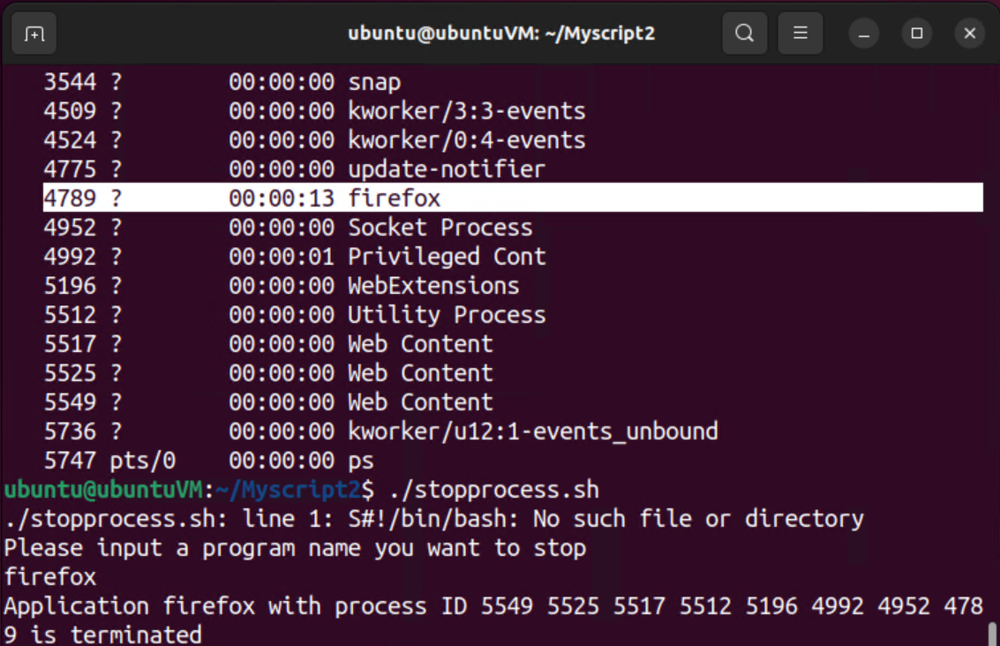 ubuntu@ubuntuVM: ~/Myscript2
3544 ? 00:00:00 snap
4509 ? 00:00:00 kworker/3:3-events
4524 ? 00:00:00 kworker/0:4-events
4775 ? 00:00:00 update-notifier
4789 ? 00:00:13 firefox
4952 ? 00:00:00 Socket Process
4992 ? 00:00:01 Privileged Cont
5196 ? 00:00:00 WebExtensions
5512 ? 00:00:00 Utility Process
5517 ? 00:00:00 Web Content
5525 ? 00:00:00 Web Content
5549 ? 00:00:00 Web Content
5736 ? 00:00:00 kworker/u12:1-events_unbound
5747 pts/0 00:00:00 ps
ubuntu@ubuntuVM:~/Myscript2$ ./stopprocess.sh
./stopprocess.sh: line 1: S#!/bin/bash: No such file or directory
Please input a program name you want to stop
firefox
Application firefox with process ID 5549 5525 5517 5512 5196 4992 4952 478
9 is terminated